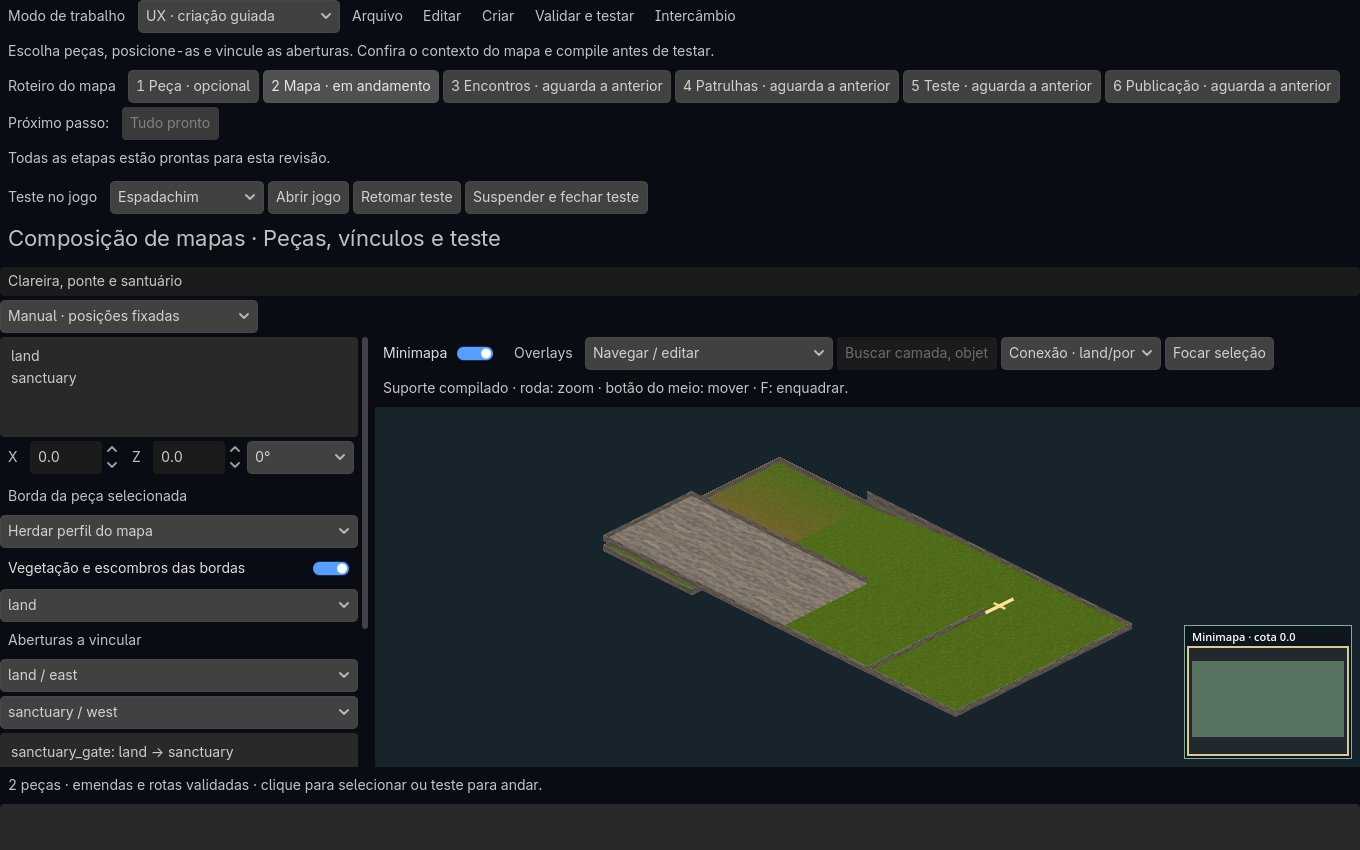 Modo de trabalho UX · criação guiada Arquivo Editar Criar Validar e testar Intercâmbio
Escolha peças, posicione-as e vincule as aberturas. Confira o contexto do mapa e compile antes de testar.
Roteiro do mapa 1 Peça · opcional 2 Mapa · em andamento 3 Encontros · aguarda a anterior 4 Patrulhas · aguarda a anterior 5 Teste · aguarda a anterior 6 Publicação · aguarda a anterior
Próximo passo: Tudo pronto
Todas as etapas estão prontas para esta revisão.
Teste no jogo Espadachim Abrir jogo Retomar teste Suspender e fechar teste
Composição de mapas · Peças, vínculos e teste
Clareira, ponte e santuário
Manual · posições fixadas
land
sanctuary
X 0.0 Z 0.0 0°
Borda da peça selecionada
Herdar perfil do mapa
Vegetação e escombros das bordas
land
Aberturas a vincular
land / east
sanctuary / west
sanctuary_gate: land → sanctuary
Minimapa Overlays Navegar / editar Buscar camada, objet Conexão · land/por Focar seleção
Suporte compilado · roda: zoom · botão do meio: mover · F: enquadrar.
Minimapa · cota 0.0
2 peças · emendas e rotas validadas · clique para selecionar ou teste para andar.